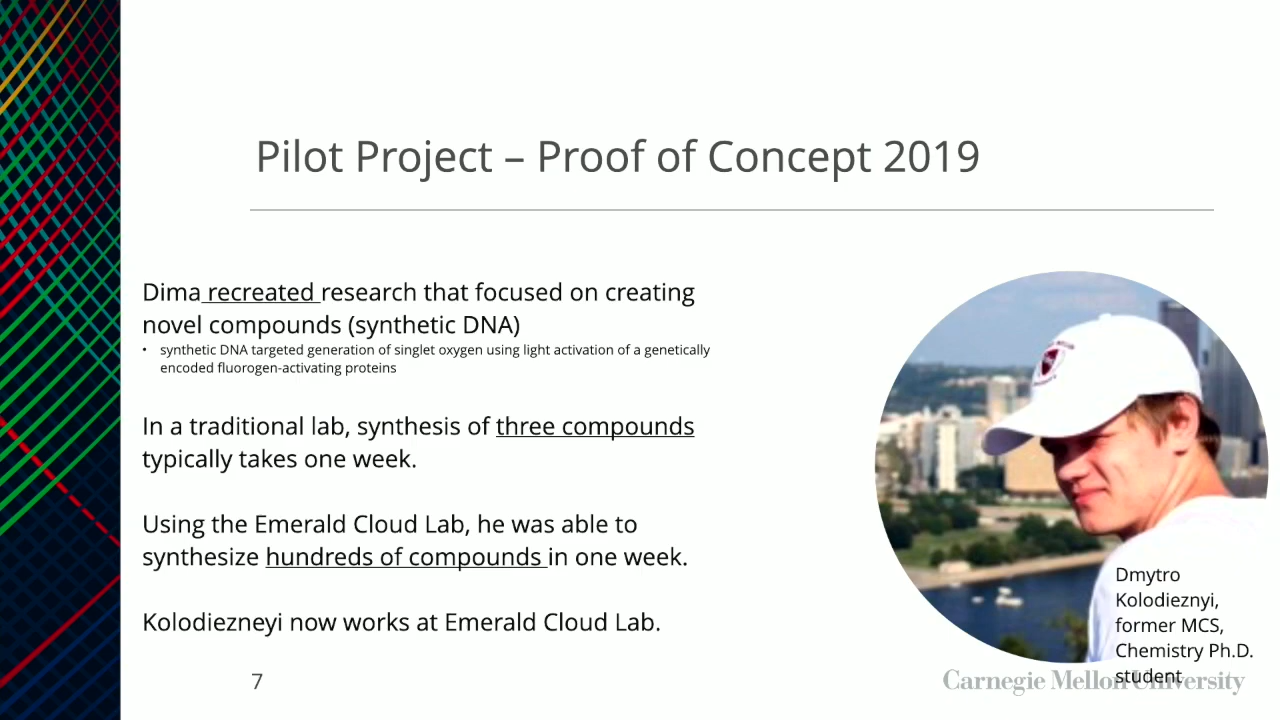 Pilot Project – Proof of Concept 2019
Dima recreated research that focused on creating
novel compounds (synthetic DNA)
• synthetic DNA targeted generation of singlet oxygen using light activation of a genetically
encoded fluorogen-activating proteins
In a traditional lab, synthesis of three compounds
typically takes one week.
Using the Emerald Cloud Lab, he was able to
synthesize hundreds of compounds in one week.
Kolodiezneyi now works at Emerald Cloud Lab.
Dmytro
Kolodieznyi,
former MCS,
Chemistry Ph.D.
student
7
Carnegie Mellon University